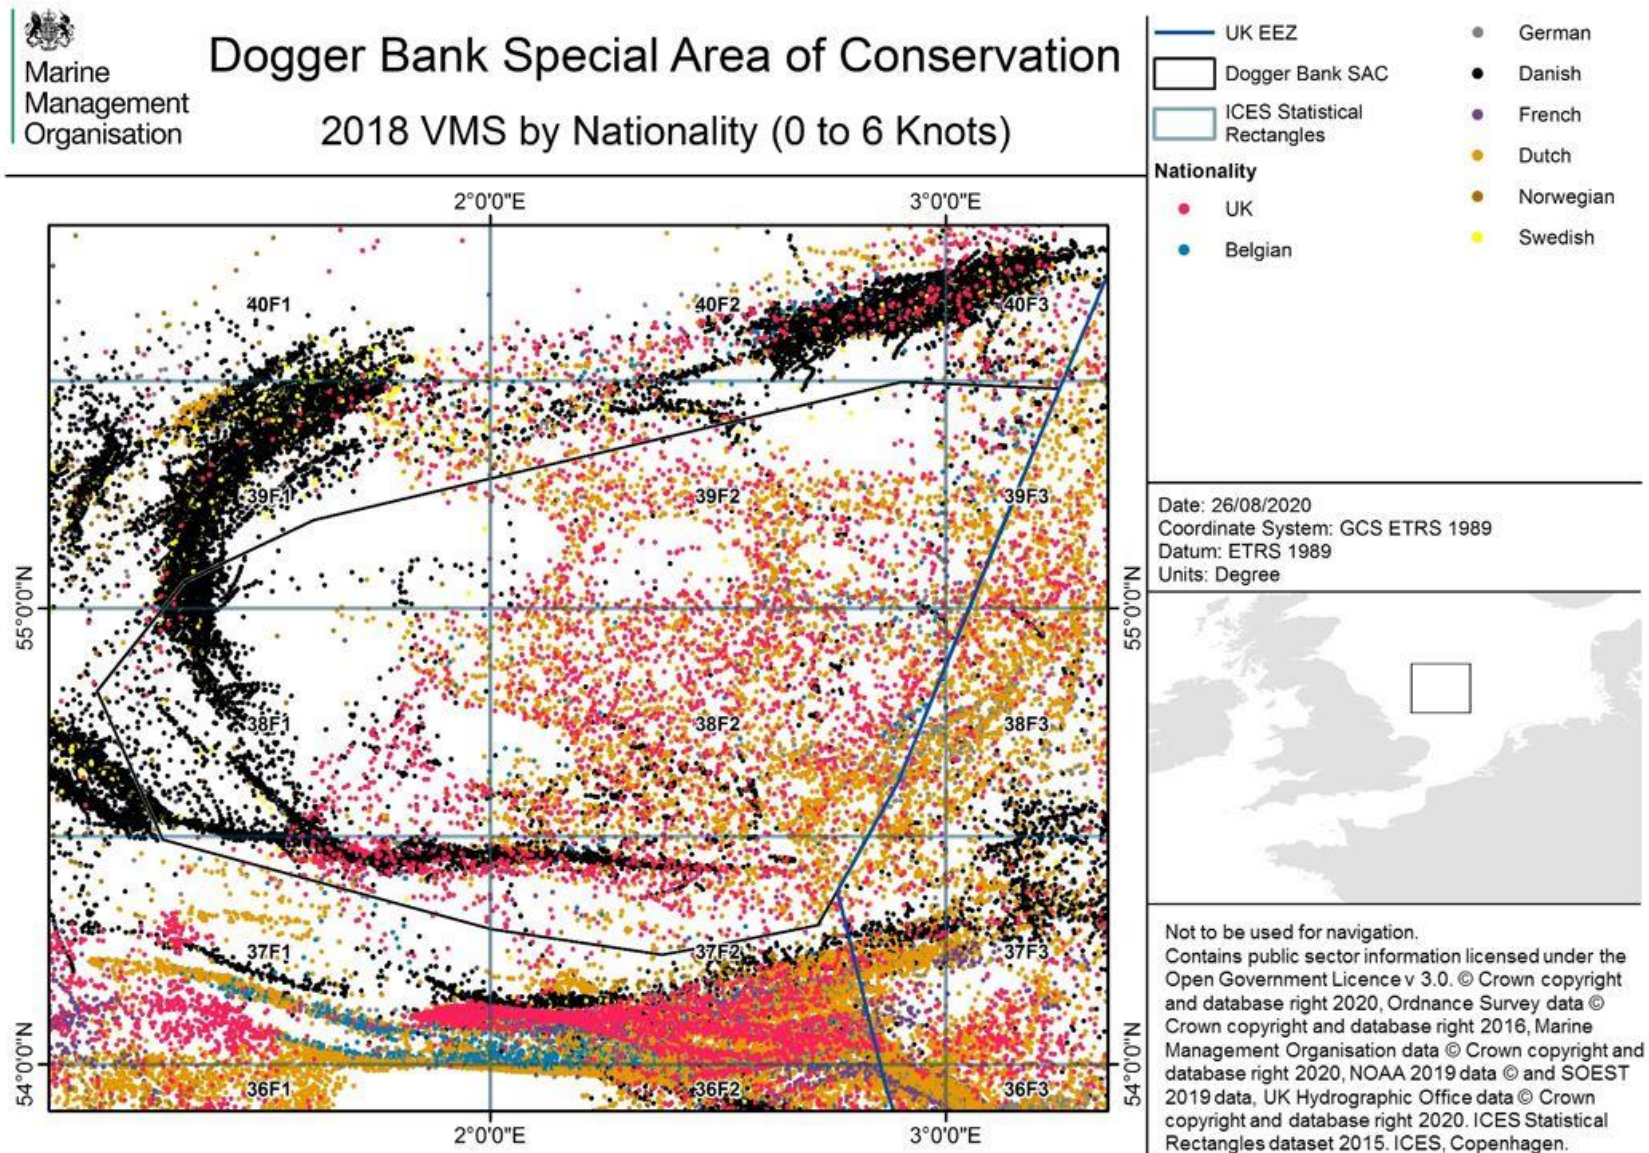 Marine
Management
Organisation
Dogger Bank Special Area of Conservation
2018 VMS by Nationality (0 to 6 Knots)
UK EEZ
Dogger Bank SAC
ICES Statistical
Rectangles
Nationality
UK
Belgian
German
Danish
French
Dutch
Norwegian
Swedish
2°0'0"E 3°0'0"E
40F1 40F2 40F3
39F1 39F2 39F3
55°0'0"N 55°0'0"N
38F1 38F2 38F3
37F1 37F2 37F3
54°0'0"N 54°0'0"N
36F1 36F2 36F3
2°0'0"E 3°0'0"E
Date: 26/08/2020
Coordinate System: GCS ETRS 1989
Datum: ETRS 1989
Units: Degree
Not to be used for navigation.
Contains public sector information licensed under the
Open Government Licence v 3.0. © Crown copyright
and database right 2020, Ordnance Survey data ©
Crown copyright and database right 2016, Marine
Management Organisation data © Crown copyright and
database right 2020, NOAA 2019 data © and SOEST
2019 data, UK Hydrographic Office data © Crown
copyright and database right 2020. ICES Statistical
Rectangles dataset 2015. ICES, Copenhagen.